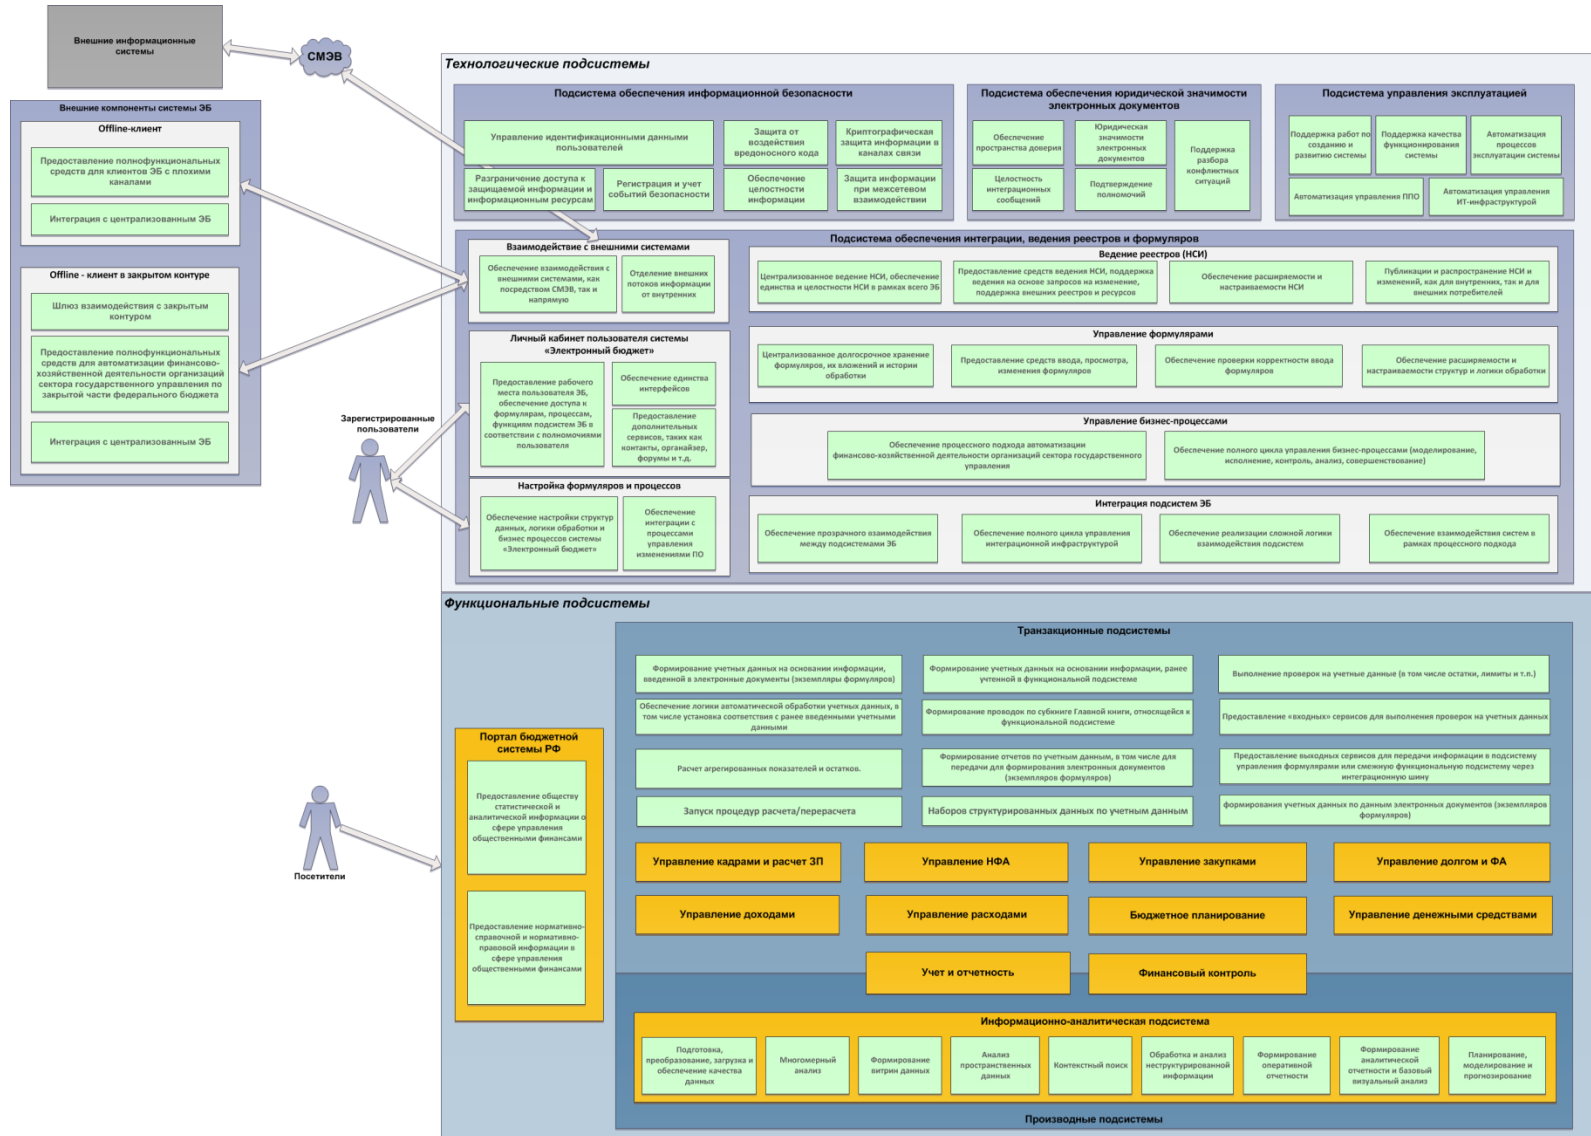 Внешние информационные
системы
СМЭВ
Внешние компоненты системы ЭБ
Offline-клиент
Предоставление полнофункциональных
средств для клиентов ЭБ с плохими
каналами
Интеграция с централизованным ЭБ
Offline - клиент в закрытом контуре
Шлюз взаимодействия с закрытым
контуром
Предоставление полнофункциональных
средств для автоматизации финансово-
хозяйственной деятельности организаций
сектора государственного управления по
закрытой части федерального бюджета
Интеграция с централизованным ЭБ
Зарегистрированные
пользователи
Посетители
Технологические подсистемы
Подсистема обеспечения информационной безопасности
Управление идентификационными данными
пользователей
Защита от
воздействия
вредоносного кода
Криптографическая
защита информации в
каналах связи
Разграничение доступа к
защищаемой информации и
информационным ресурсам
Регистрация и учет
событий безопасности
Обеспечение
целостности
информации
Защита информации
при межсетевом
взаимодействии
Подсистема обеспечения юридической значимости
электронных документов
Обеспечение
пространства доверия
Юридическая
значимости
электронных
документов
Поддержка
разбора
конфликтных
ситуаций
Целостность
интеграционных
сообщений
Подтверждение
полномочий
Подсистема управления эксплуатацией
Поддержка работ по
созданию и
развитию системы
Поддержка качества
функционирования
системы
Автоматизация
процессов
эксплуатации системы
Автоматизация управления ППО
Автоматизация управления
ИТ-инфраструктурой
Подсистема обеспечения интеграции, ведения реестров и формуляров
Взаимодействие с внешними системами
Обеспечение взаимодействия с
внешними системами, как
посредством СМЭВ, так и
напрямую
Отделение внешних
потоков информации
от внутренних
Личный кабинет пользователя системы
«Электронный бюджет»
Предоставление рабочего
места пользователя ЭБ,
обеспечение доступа к
формулярам, процессам,
функциям подсистем ЭБ в
соответствии с полномочиями
пользователя
Обеспечение единства
интерфейсов
Предоставление
дополнительных
сервисов, таких как
контакты, органайзер,
форумы и т.д.
Настройка формуляров и процессов
Обеспечение настройки структур
данных, логики обработки и
бизнес процессов системы
«Электронный бюджет»
Обеспечение
интеграции с
процессами
управления
изменениями ПО
Ведение реестров (НСИ)
Централизованное ведение НСИ, обеспечение
единства и целостности НСИ в рамках всего ЭБ
Предоставление средств ведения НСИ, поддержка
ведения на основе запросов на изменение,
поддержка внешних реестров и ресурсов
Обеспечение расширяемости и
настраиваемости НСИ
Публикации и распространение НСИ и
изменений, как для внутренних, так и для
внешних потребителей
Управление формулярами
Централизованное долгосрочное хранение
формуляров, их вложений и истории
обработки
Предоставление средств ввода, просмотра,
изменения формуляров
Обеспечение проверки корректности ввода
формуляров
Обеспечение расширяемости и
настраиваемости структур и логики обработки
Управление бизнес-процессами
Обеспечение процессного подхода автоматизации
финансово-хозяйственной деятельности организаций сектора государственного
управления
Обеспечение полного цикла управления бизнес-процессами (моделирование,
исполнение, контроль, анализ, совершенствование)
Интеграция подсистем ЭБ
Обеспечение прозрачного взаимодействия
между подсистемами ЭБ
Обеспечение полного цикла управления
интеграционной инфраструктурой
Обеспечение реализации сложной логики
взаимодействия подсистем
Обеспечение взаимодействия систем в
рамках процессного подхода
Функциональные подсистемы
Портал бюджетной
системы РФ
Предоставление обществу
статистической и
аналитической информации о
сфере управления
общественными финансами
Предоставление нормативно-
справочной и нормативно-
правовой информации в
сфере управления
общественными финансами
Транзакционные подсистемы
Формирование учетных данных на основании информации,
введенной в электронные документы (экземпляры формуляров)
Формирование учетных данных на основании информации, ранее
учтенной в функциональной подсистеме
Выполнение проверок на учетные данные (в том числе остатки, лимиты и т.п.)
Обеспечение логики автоматической обработки учетных данных, в
том числе установка соответствия с ранее введенными учетными
данными
Формирование проводок по субкниге Главной книги, относящейся к
функциональной подсистеме
Предоставление «входных» сервисов для выполнения проверок на учетных данных
Расчет агрегированных показателей и остатков.
Формирование отчетов по учетным данным, в том числе для
передачи для формирования электронных документов
(экземпляров формуляров)
Предоставление выходных сервисов для передачи информации в подсистему
управления формулярами или смежную функциональную подсистему через
интеграционную шину
Запуск процедур расчета/перерасчета
Наборов структурированных данных по учетным данным
формирования учетных данных по данным электронных документов (экземпляров
формуляров)
Управление кадрами и расчет ЗП
Управление НФА
Управление закупками
Управление долгом и ФА
Управление доходами
Управление расходами
Бюджетное планирование
Управление денежными средствами
Учет и отчетность
Финансовый контроль
Информационно-аналитическая подсистема
Подготовка,
преобразование, загрузка и
обеспечение качества
данных
Многомерный
анализ
Формирование
витрин данных
Анализ
пространственных
данных
Контекстный поиск
Обработка и анализ
неструктурированной
информации
Формирование
оперативной
отчетности
Формирование
аналитической
отчетности и базовый
визуальный анализ
Планирование,
моделирование и
прогнозирование
Производные подсистемы